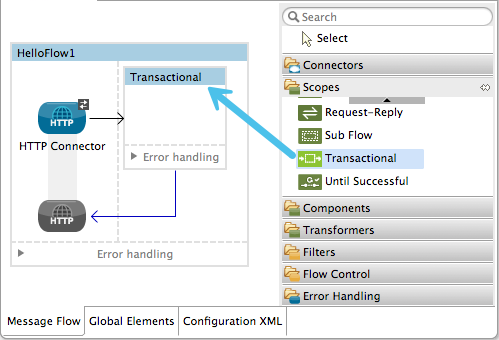 HelloFlow1
Transactional
HTTP
HTTP Connector
Error handling
HTTP
Error handling
Search
Select
Connectors
Scopes
Request-Reply
Sub Flow
Transactional
Until Successful
Components
Transformers
Filters
Flow Control
Error Handling
Message Flow
Global Elements
Configuration XML